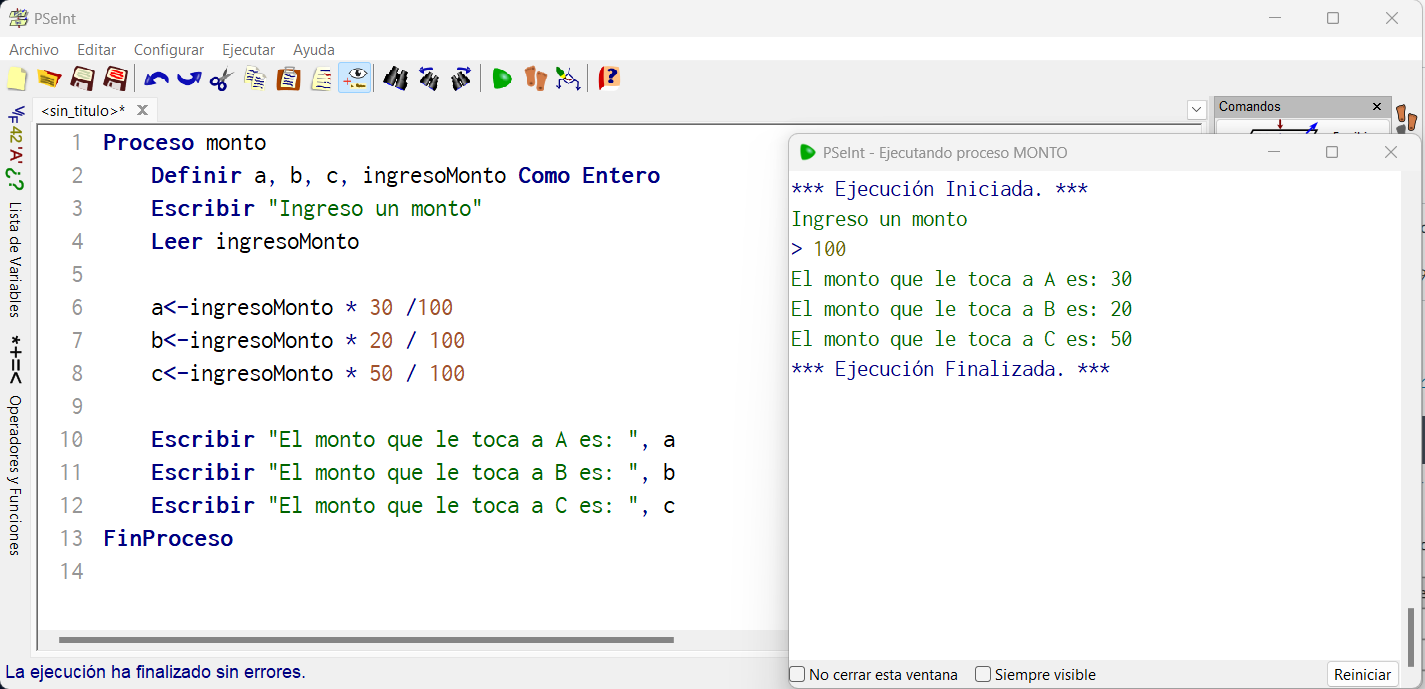 PSeInt
Archivo Editar Configurar Ejecutar Ayuda
<sin_titulo>*
Comandos
42 'A' ¿?
Lista de Variables
*+=<
Operadores y Funciones
1 Proceso monto
2 Definir a, b, c, ingresoMonto Como Entero
3 Escribir "Ingreso un monto"
4 Leer ingresoMonto
5
6 a<-ingresoMonto * 30 /100
7 b<-ingresoMonto * 20 / 100
8 c<-ingresoMonto * 50 / 100
9
10 Escribir "El monto que le toca a A es: ", a
11 Escribir "El monto que le toca a B es: ", b
12 Escribir "El monto que le toca a C es: ", c
13 FinProceso
14
La ejecución ha finalizado sin errores.
PSeInt - Ejecutando proceso MONTO
*** Ejecución Iniciada. ***
Ingreso un monto
> 100
El monto que le toca a A es: 30
El monto que le toca a B es: 20
El monto que le toca a C es: 50
*** Ejecución Finalizada. ***
No cerrar esta ventana
Siempre visible
Reiniciar